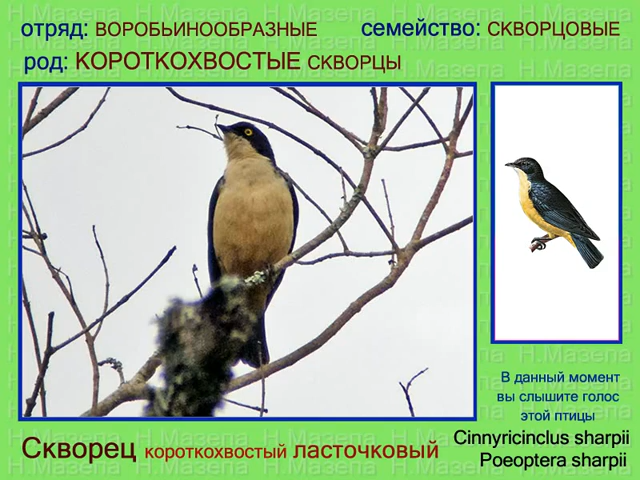 отряд: ВОРОБЬИНООБРАЗНЫЕ семейство: СКВОРЦОВЫЕ
род: КОРОТКОХВОСТЫЕ СКВОРЦЫ
В данный момент
вы слышите голос
этой птицы
Скворец короткохвостый ласточковый
Cinnyricinclus sharpii
Poeoptera sharpii
Н.Мазепа